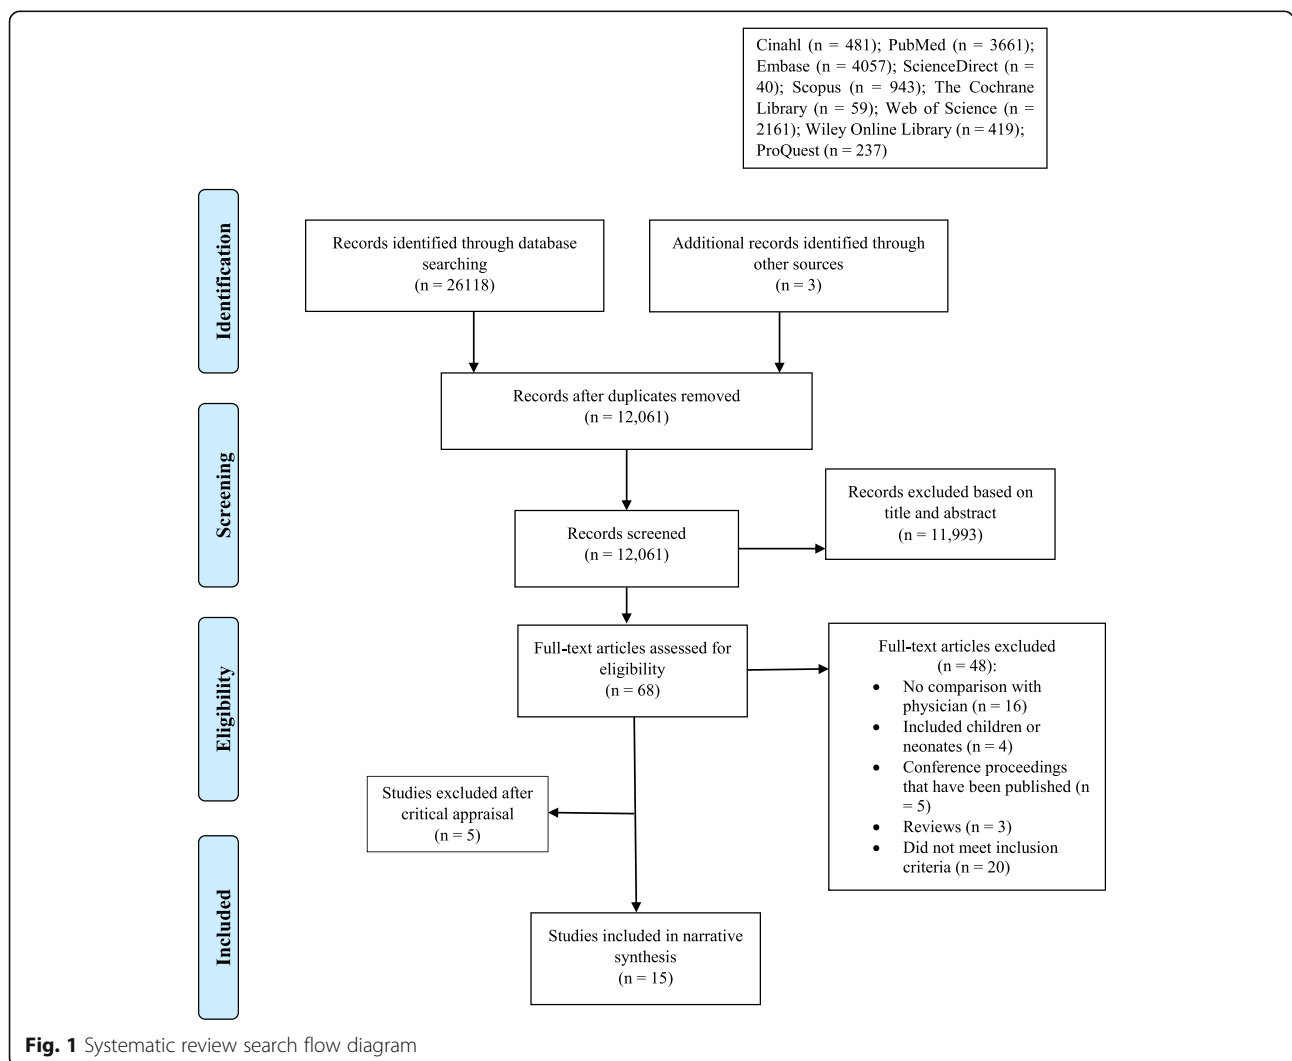 Cinahl (n = 481); PubMed (n = 3661);
Embase (n = 4057); ScienceDirect (n =
40); Scopus (n = 943); The Cochrane
Library (n = 59); Web of Science (n =
2161); Wiley Online Library (n = 419);
ProQuest (n = 237)
Identification
Records identified through database
searching
(n = 26118)
Additional records identified through
other sources
(n = 3)
Records after duplicates removed
(n = 12,061)
Screening
Records screened
(n = 12,061)
Records excluded based on
title and abstract
(n = 11,993)
Eligibility
Full-text articles assessed for
eligibility
(n = 68)
Full-text articles excluded
(n = 48):
• No comparison with
physician (n = 16)
• Included children or
neonates (n = 4)
• Conference proceedings
that have been published (n
= 5)
• Reviews (n = 3)
• Did not meet inclusion
criteria (n = 20)
Studies excluded after
critical appraisal
(n = 5)
Included
Studies included in narrative
synthesis
(n = 15)
Fig. 1 Systematic review search flow diagram